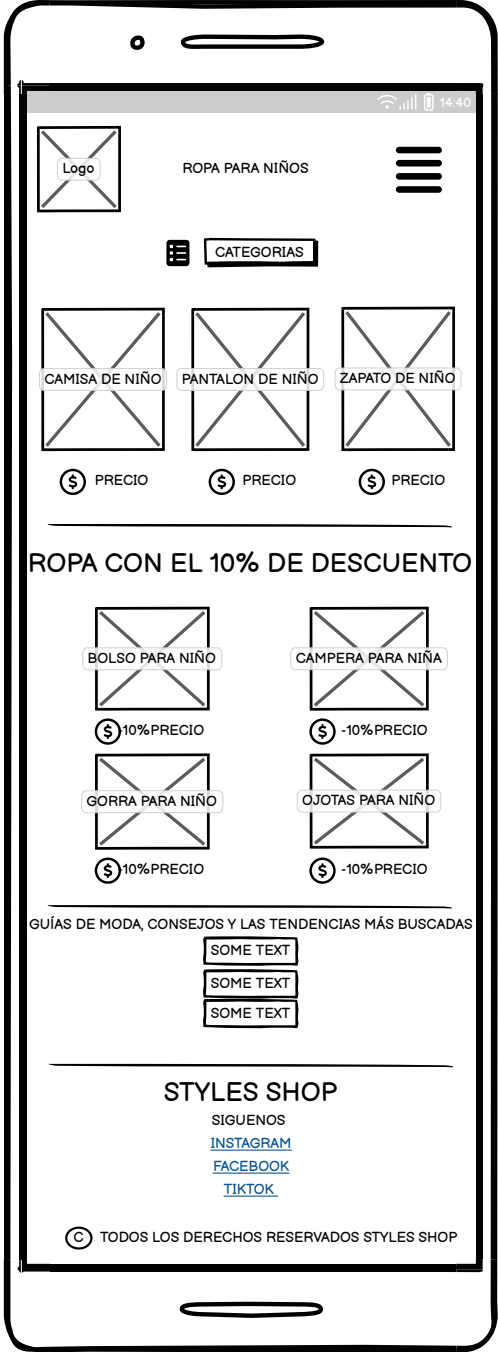 14:40
Logo
ROPA PARA NIÑOS
CATEGORIAS
CAMISA DE NIÑO
PANTALON DE NIÑO
ZAPATO DE NIÑO
$ PRECIO
$ PRECIO
$ PRECIO
ROPA CON EL 10% DE DESCUENTO
BOLSO PARA NIÑO
CAMPERA PARA NIÑA
$ -10%PRECIO
$ -10%PRECIO
GORRA PARA NIÑO
OJOTAS PARA NIÑO
$ -10%PRECIO
$ -10%PRECIO
GUÍAS DE MODA, CONSEJOS Y LAS TENDENCIAS MÁS BUSCADAS
SOME TEXT
SOME TEXT
SOME TEXT
STYLES SHOP
SIGUENOS
INSTAGRAM
FACEBOOK
TIKTOK
© TODOS LOS DERECHOS RESERVADOS STYLES SHOP